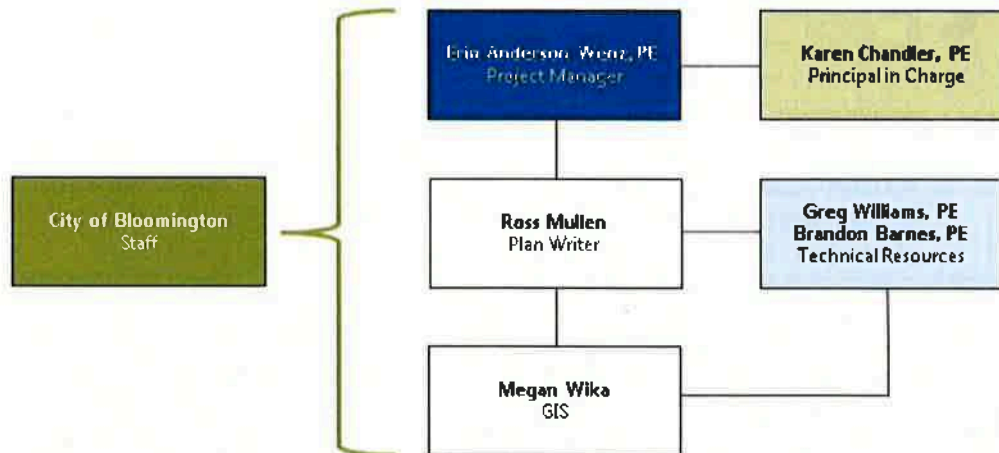 Erin Anderson Wenz, PE
Project Manager
Karen Chandler, PE
Principal in Charge
City of Bloomington
Staff
Ross Mullen
Plan Writer
Greg Williams, PE
Brandon Barnes, PE
Technical Resources
Megan Wika
GIS